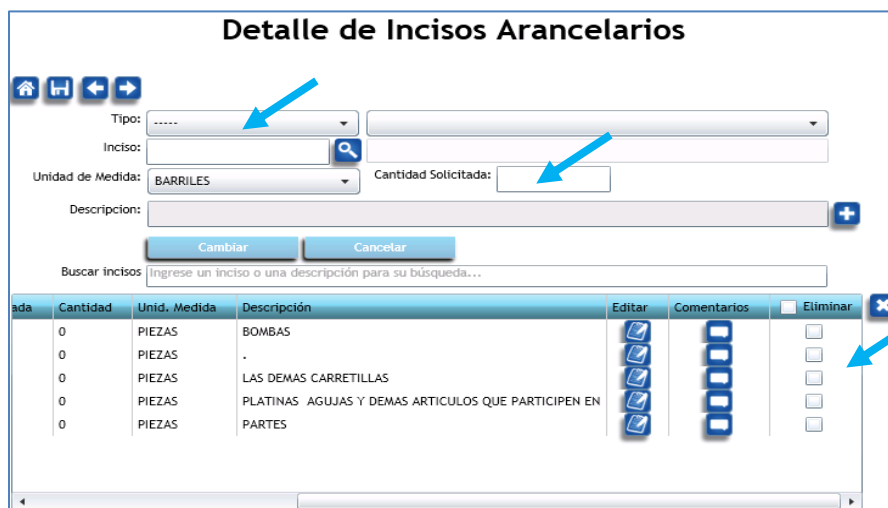 Detalle de Incisos Arancelarios
Tipo: -----
Inciso:
Unidad de Medida: BARRILES Cantidad Solicitada:
Descripcion:
Cambiar Cancelar
Buscar incisos Ingrese un inciso o una descripción para su búsqueda...
ada Cantidad Unid. Medida Descripción Editar Comentarios Eliminar
0 PIEZAS BOMBAS
0 PIEZAS .
0 PIEZAS LAS DEMAS CARRETILLAS
0 PIEZAS PLATINAS AGUJAS Y DEMAS ARTICULOS QUE PARTICIPEN EN
0 PIEZAS PARTES